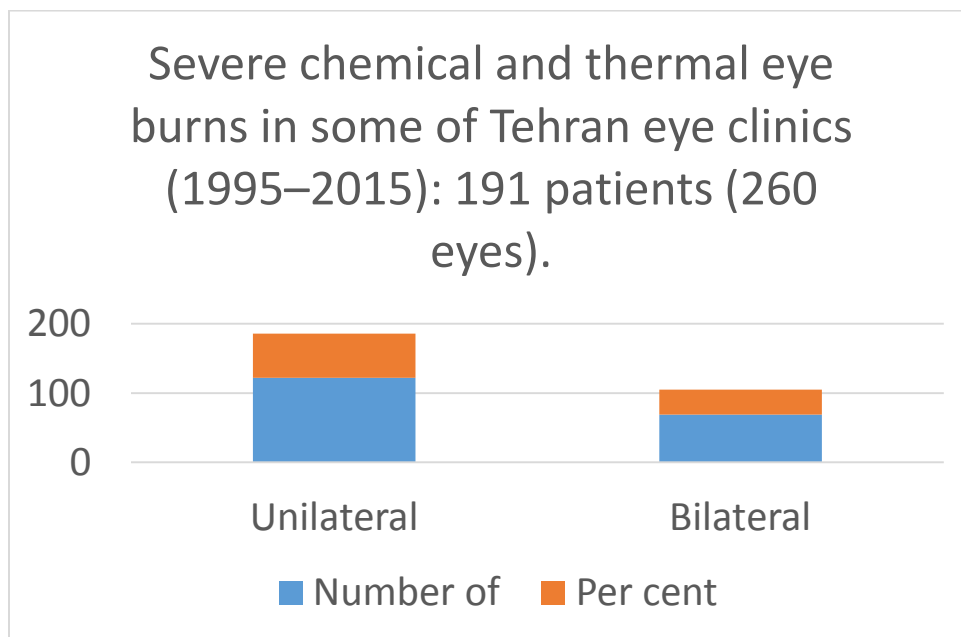 Severe chemical and thermal eye
burns in some of Tehran eye clinics
(1995–2015): 191 patients (260
eyes).
200
100
0
Unilateral Bilateral
Number of Per cent